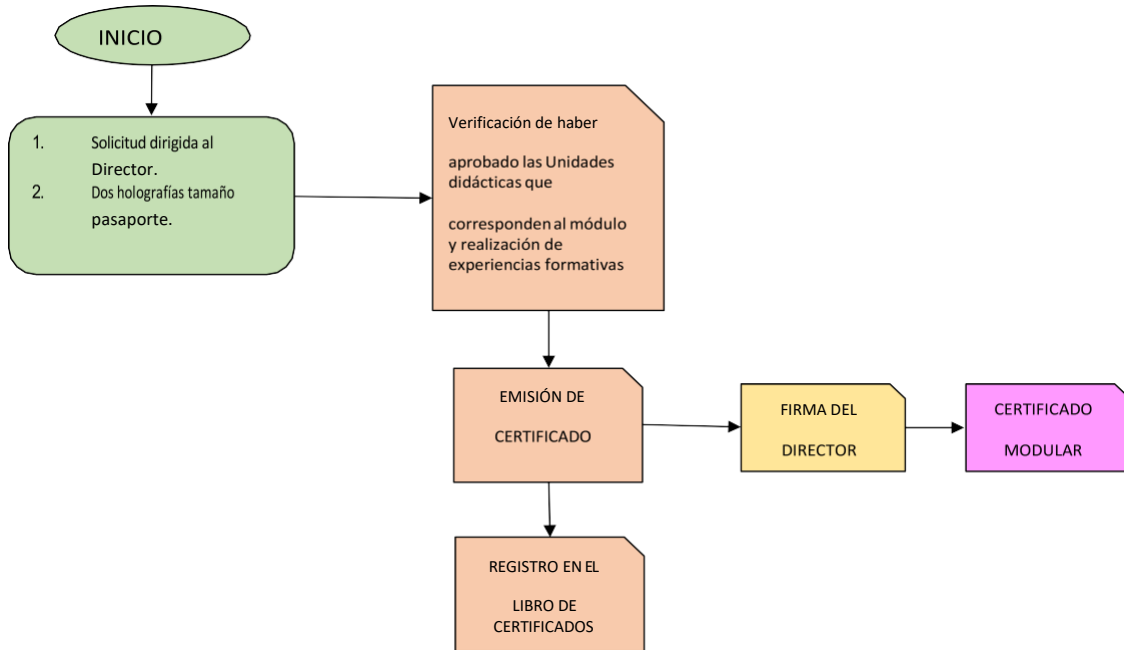 INICIO
1. Solicitud dirigida al
Director.
2. Dos holografías tamaño
pasaporte.
Verificación de haber
aprobado las Unidades
didácticas que
corresponden al módulo
y realización de
experiencias formativas
EMISIÓN DE
CERTIFICADO
FIRMA DEL
DIRECTOR
CERTIFICADO
MODULAR
REGISTRO EN EL
LIBRO DE
CERTIFICADOS